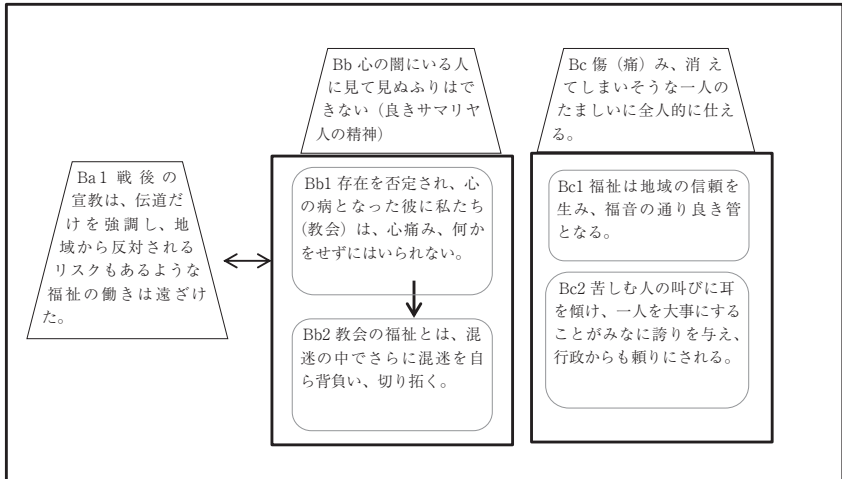 Bb 心の闇にいる人
に見て見ぬふりはで
きない（良きサマリヤ
人の精神）
Bc 傷（痛）み、消え
てしまいそうな一人の
たましいに全人的に仕え
る。
Ba1 戦後の
宣教は、伝道だ
けを強調し、地
域から反対される
リスクもあるような
福祉の働きは遠ざけ
た。
Bb1 存在を否定され、心
の病となった彼に私たち
（教会）は、心痛み、何か
をせずにはいられない。
Bb2 教会の福祉とは、混
迷の中でさらに混迷を自
ら背負い、切り拓く。
Bc1 福祉は地域の信頼を
生み、福音の通り良き管
となる。
Bc2 苦しむ人の叫びに耳
を傾け、一人を大事にする
ことがみなに誇りを与え、
行政からも頼りにされる。